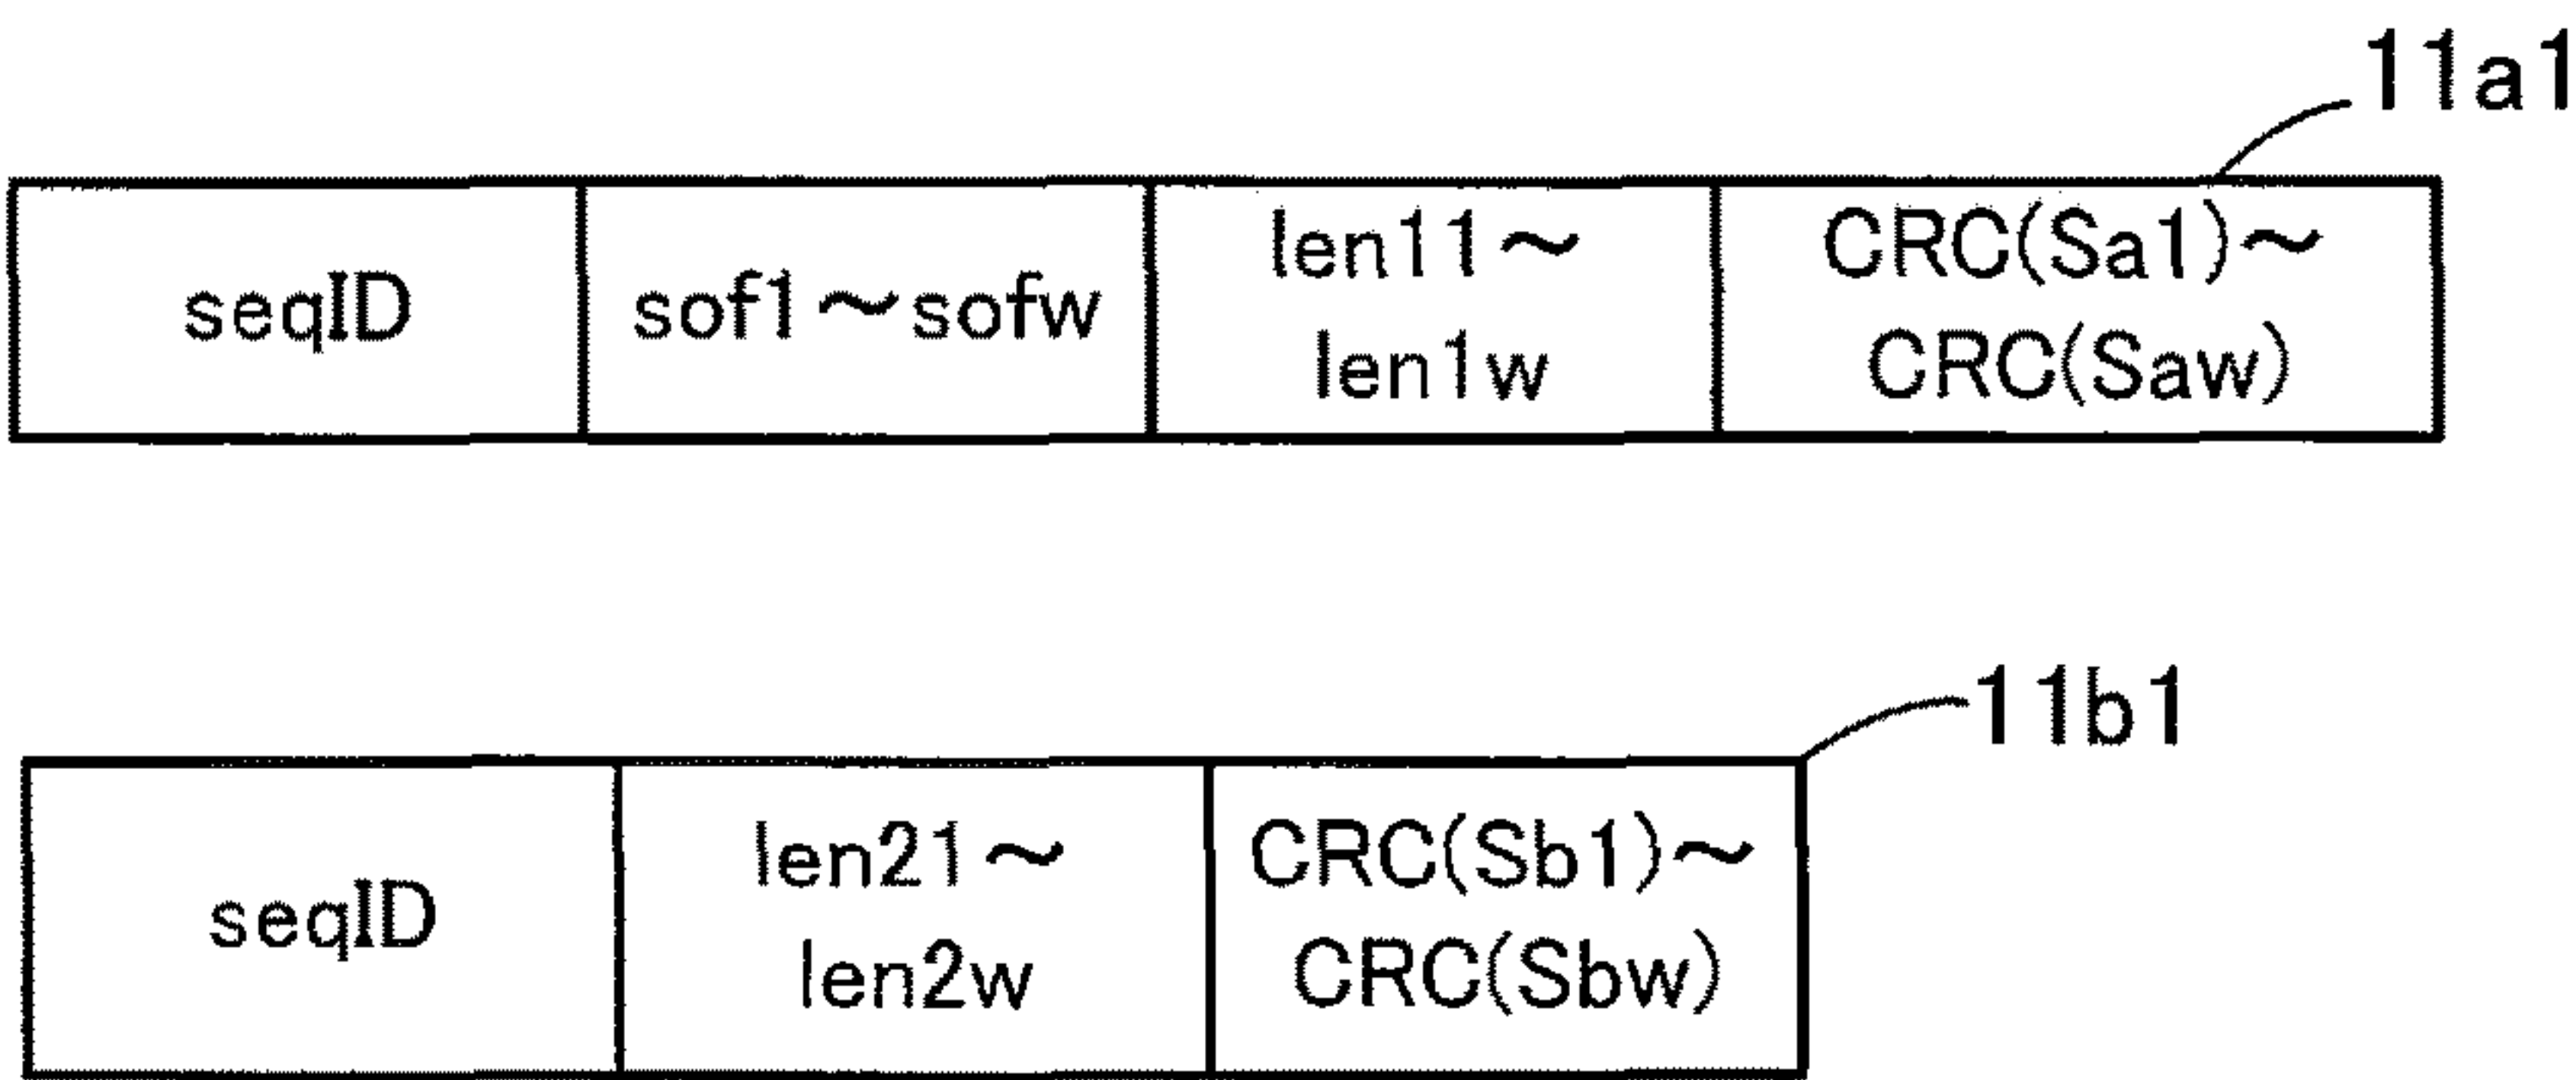 11a1
seqID
sof1～sofw
len11～
len1w
CRC(Sa1)～
CRC(Saw)
11b1
seqID
len21～
len2w
CRC(Sb1)～
CRC(Sbw)